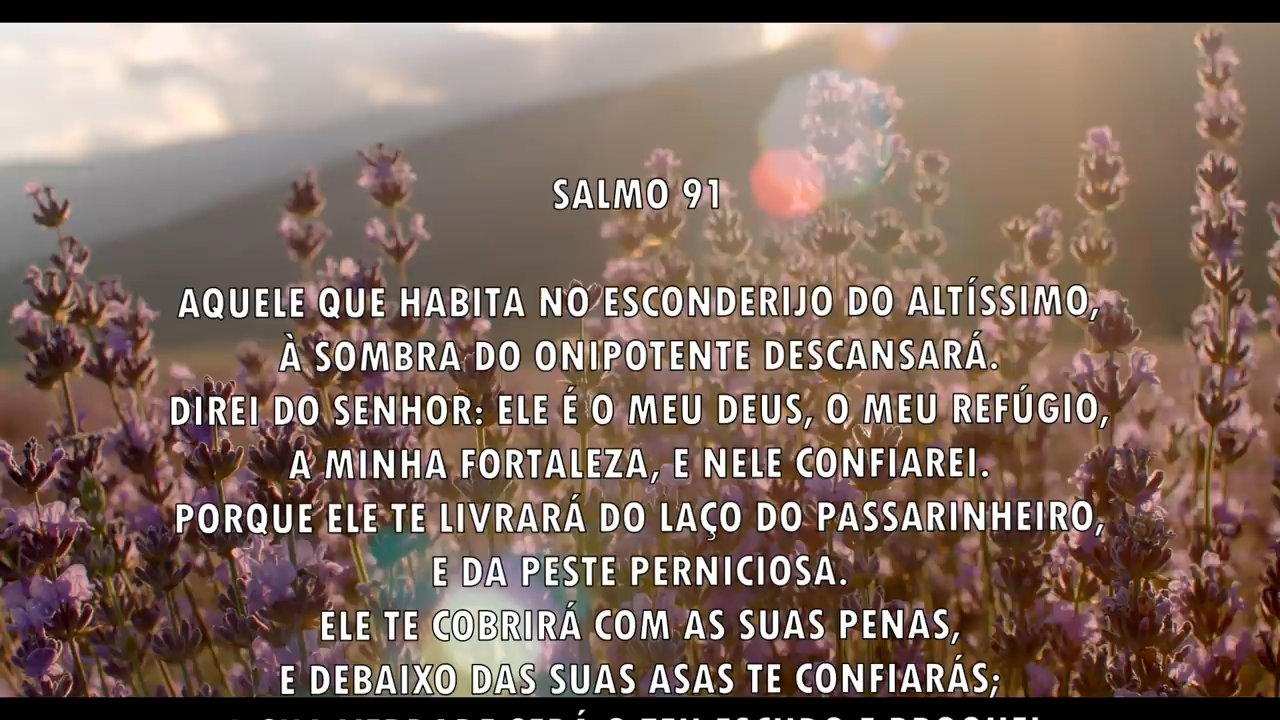 SALMO 91
AQUELE QUE HABITA NO ESCONDERIJO DO ALTÍSSIMO,
À SOMBRA DO ONIPOTENTE DESCANSARÁ.
DIREI DO SENHOR: ELE É O MEU DEUS, O MEU REFÚGIO,
A MINHA FORTALEZA, E NELE CONFIAREI.
PORQUE ELE TE LIVRARÁ DO LAÇO DO PASSARINHEIRO,
E DA PESTE PERNICIOSA.
ELE TE COBRIRÁ COM AS SUAS PENAS,
E DEBAIXO DAS SUAS ASAS TE CONFIARÁS;